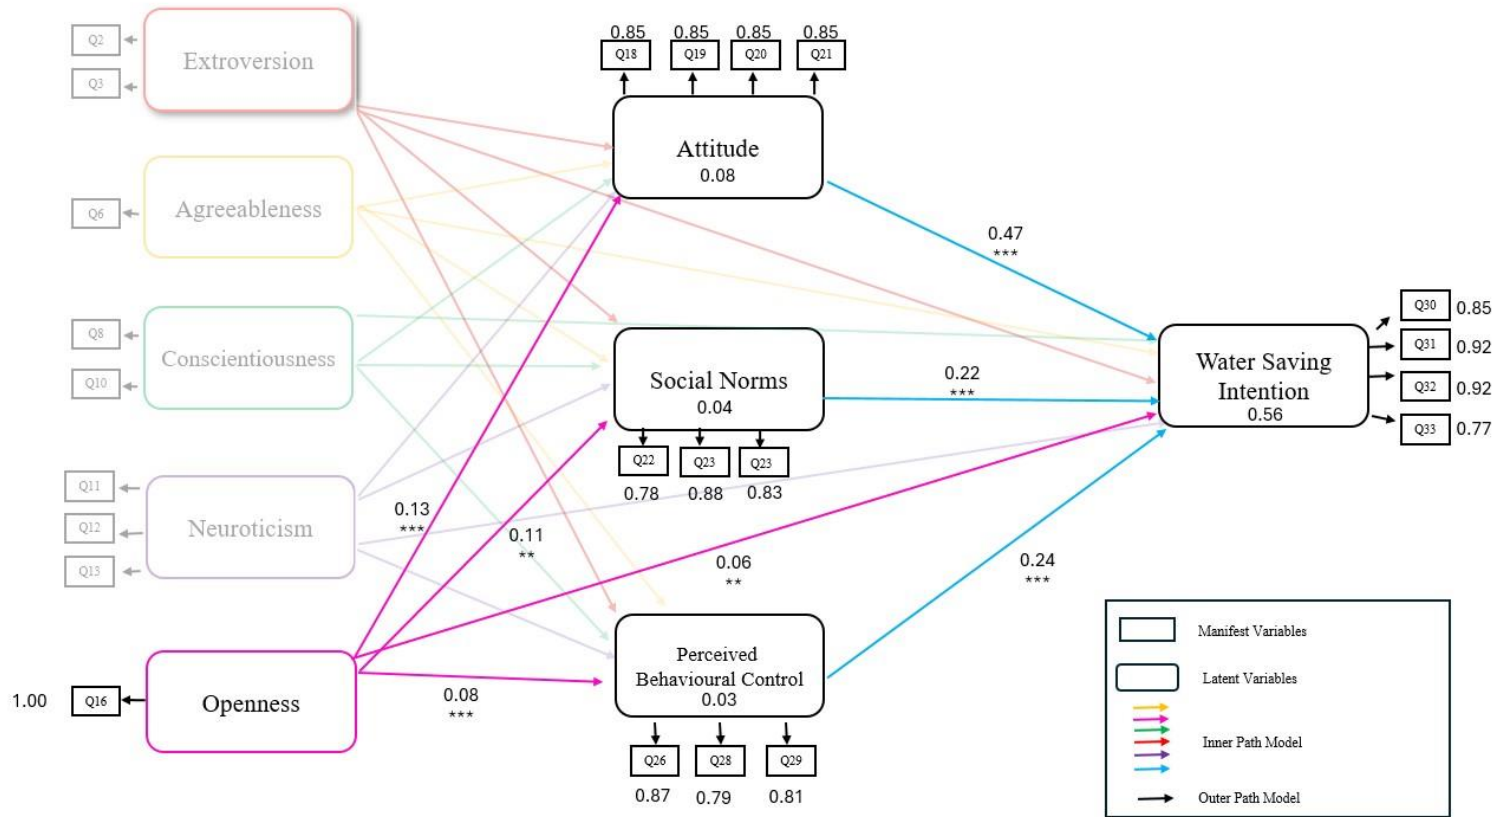 Q2
Q3
Extroversion
0.85 0.85 0.85 0.85
Q18 Q19 Q20 Q21
Attitude
0.08
Q6
Agreeableness
0.47
***
Q8
Q10
Conscientiousness
Social Norms
0.04
Q22 Q23 Q23
0.78 0.88 0.83
0.22
***
Water Saving
Intention
0.56
Q30 0.85
Q31 0.92
Q32 0.92
Q33 0.77
Q11
Q12
Q13
Neuroticism
0.13
***
0.11
**
0.06
**
0.24
***
1.00 Q16
Openness
0.08
***
Perceived
Behavioural Control
0.03
Q26 Q28 Q29
0.87 0.79 0.81
Manifest Variables
Latent Variables
Inner Path Model
Outer Path Model